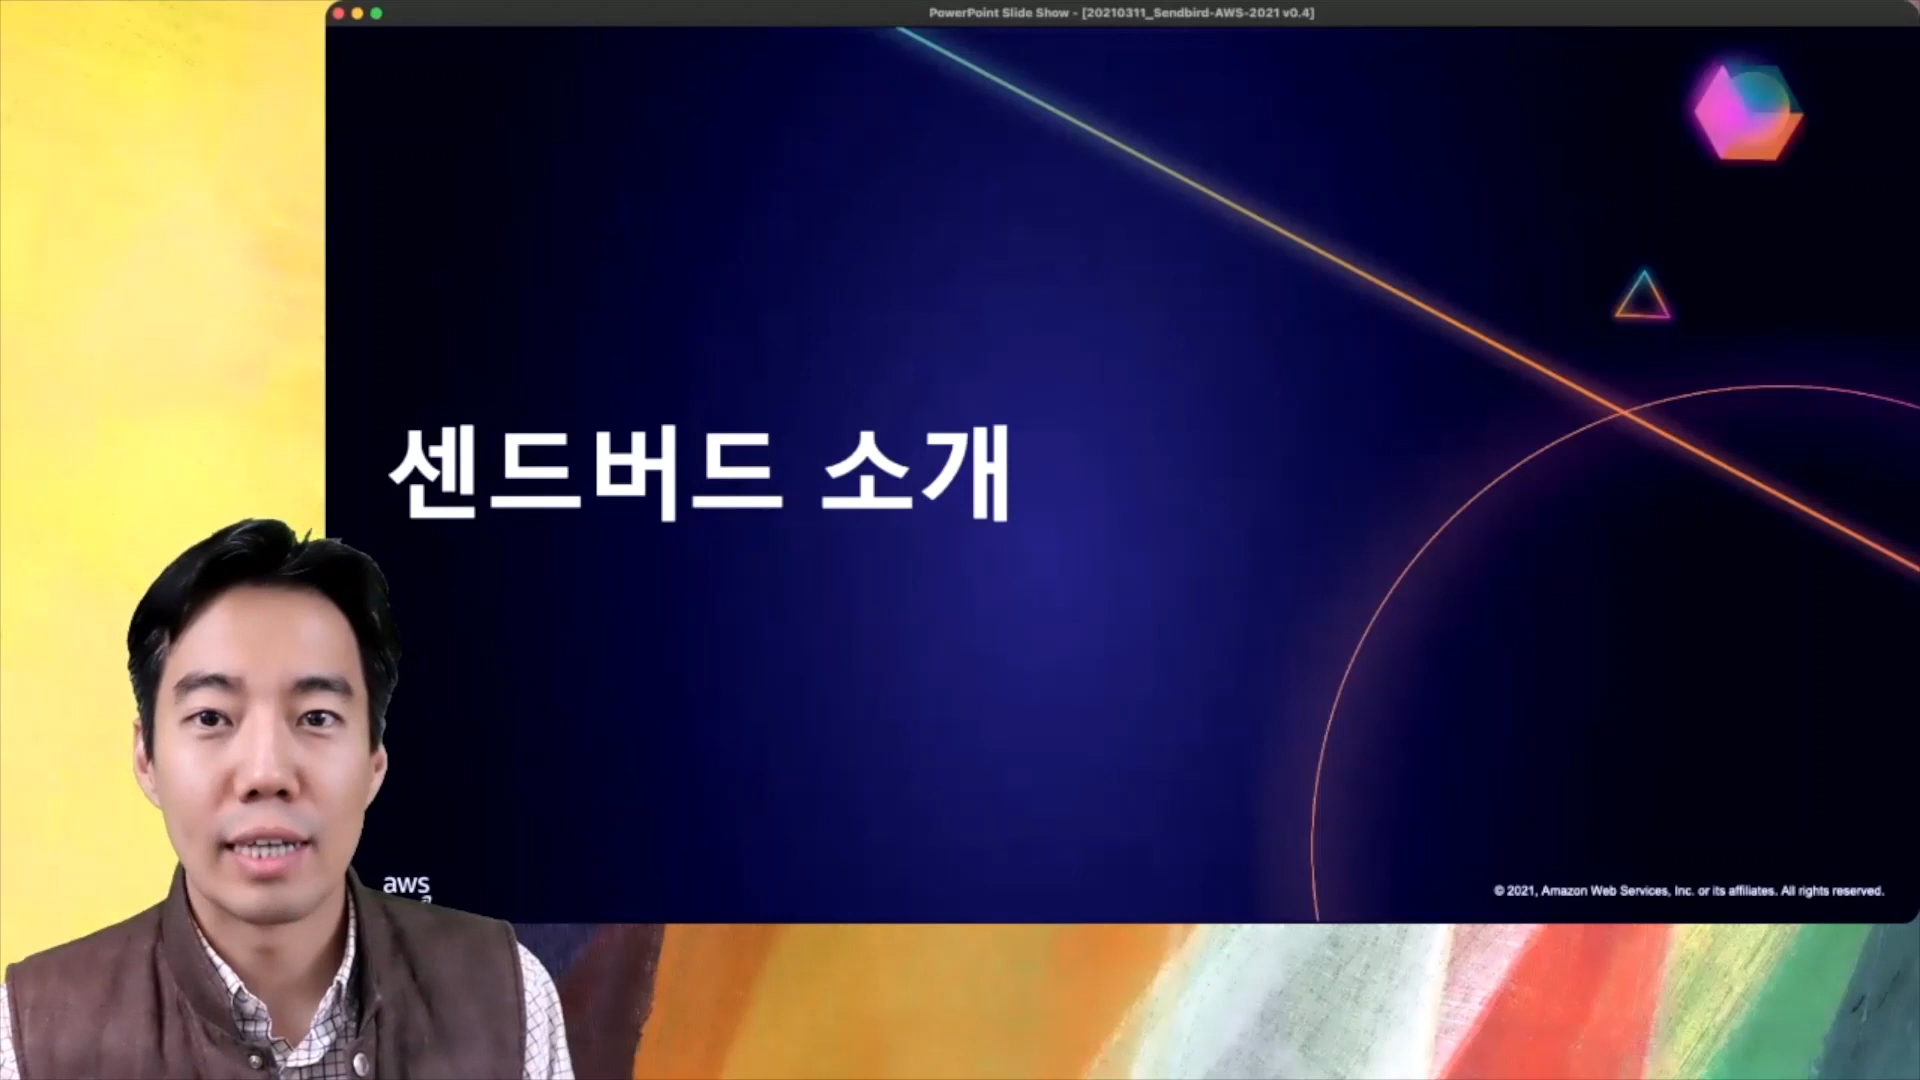 PowerPoint Slide Show - [20210311_Sendbird-AWS-2021 v0.4]
센드버드 소개
aws
© 2021, Amazon Web Services, Inc. or its affiliates. All rights reserved.